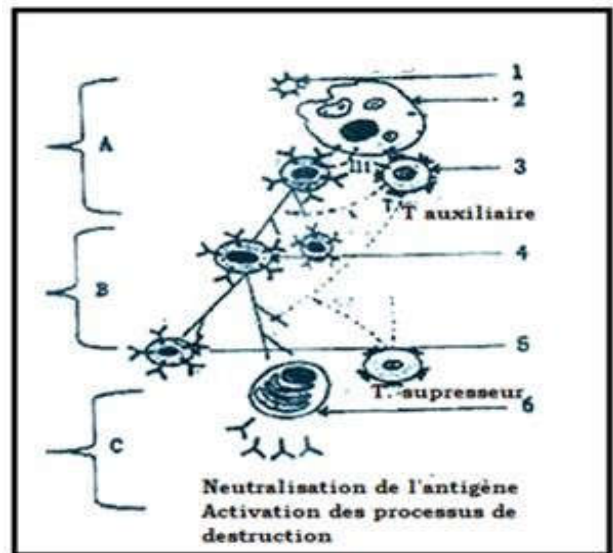 1
2
A
3
T auxiliaire
4
B
5
T. supresseur
6
C
Neutralisation de l'antigène
Activation des processus de
destruction